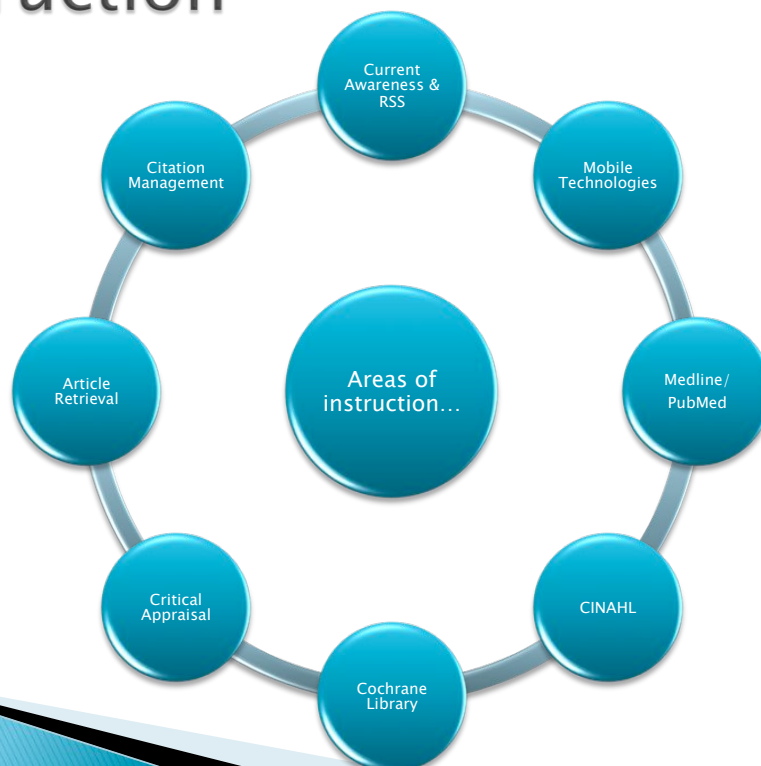 Current
Awareness &
RSS
Mobile
Technologies
Medline/
PubMed
CINAHL
Cochrane
Library
Critical
Appraisal
Article
Retrieval
Citation
Management
Areas of
instruction...